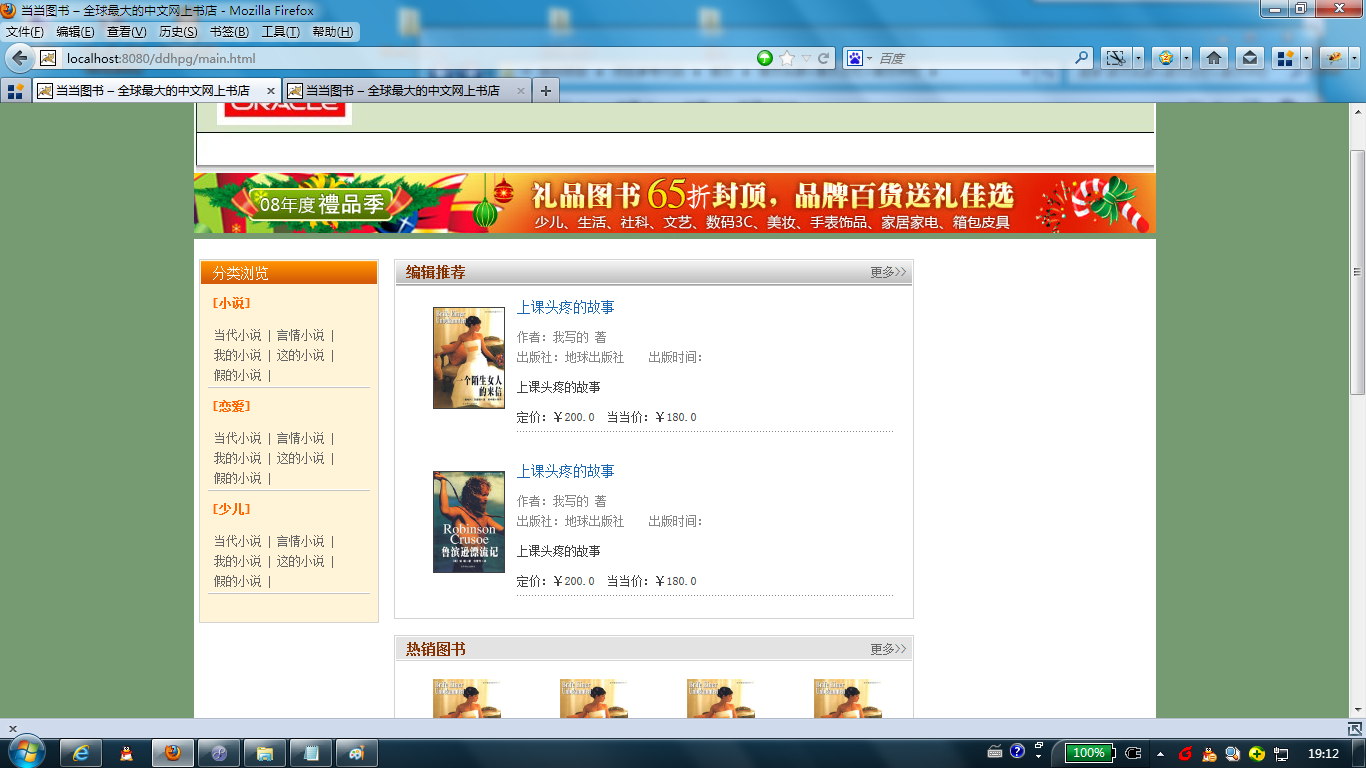 当当图书 – 全球最大的中文网上书店 - Mozilla Firefox
文件(F) 编辑(E) 查看(V) 历史(S) 书签(B) 工具(T) 帮助(H)
localhost:8080/ddhpg/main.html 百度
当当图书 – 全球最大的中文网上书店 当当图书 – 全球最大的中文网上书店
ORACLE
08年度禮品季 礼品图书 65折封顶，品牌百货送礼佳选
少儿、生活、社科、文艺、数码3C、美妆、手表饰品、家居家电、箱包皮具
分类浏览
[小说]
当代小说 | 言情小说 |
我的小说 | 这的小说 |
假的小说 |
[恋爱]
当代小说 | 言情小说 |
我的小说 | 这的小说 |
假的小说 |
[少儿]
当代小说 | 言情小说 |
我的小说 | 这的小说 |
假的小说 |
编辑推荐 更多>>
一个陌生女人
的来信
上课头疼的故事
作者：我写的 著
出版社：地球出版社 出版时间：
上课头疼的故事
定价：￥200.0 当当价：￥180.0
Robinson
Crusoe
鲁滨逊漂流记
上课头疼的故事
作者：我写的 著
出版社：地球出版社 出版时间：
上课头疼的故事
定价：￥200.0 当当价：￥180.0
热销图书 更多>>
100% 19:12